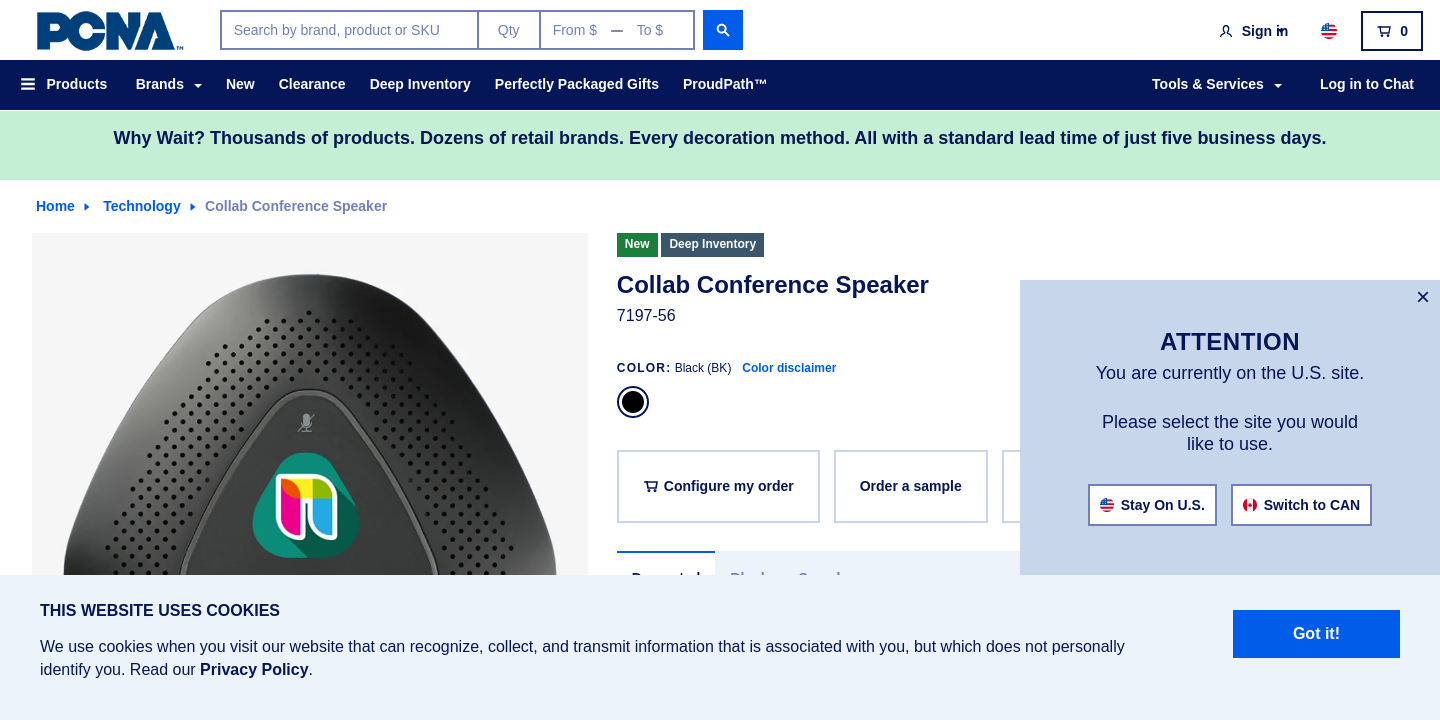 PCNA™
Search by brand, product or SKU
Qty
From $ — To $
Sign in
0
Products
Brands
New
Clearance
Deep Inventory
Perfectly Packaged Gifts
ProudPath™
Tools & Services
Log in to Chat
Why Wait? Thousands of products. Dozens of retail brands. Every decoration method. All with a standard lead time of just five business days.
Home
Technology
Collab Conference Speaker
New
Deep Inventory
Collab Conference Speaker
7197-56
COLOR: Black (BK) Color disclaimer
Configure my order
Order a sample
×
ATTENTION
You are currently on the U.S. site.
Please select the site you would
like to use.
Stay On U.S.
Switch to CAN
THIS WEBSITE USES COOKIES
We use cookies when you visit our website that can recognize, collect, and transmit information that is associated with you, but which does not personally
identify you. Read our Privacy Policy.
Got it!